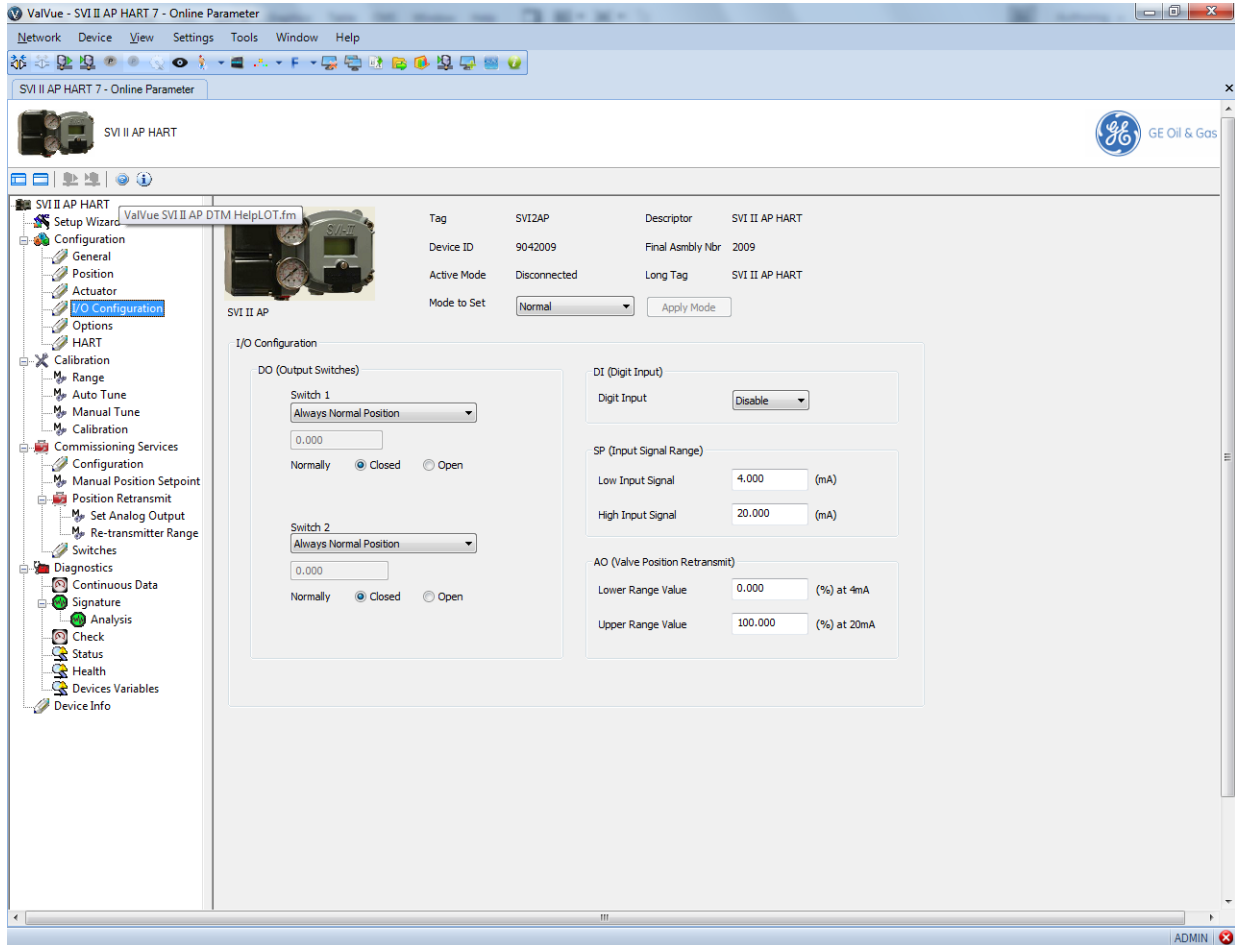 ValVue - SVI II AP HART 7 - Online Parameter
Network Device View Settings Tools Window Help
SVI II AP HART 7 - Online Parameter
SVI II AP HART
GE Oil & Gas
SVI II AP HART
Setup Wizard
ValVue SVI II AP DTM HelpLOT.fm
Configuration
General
Position
Actuator
I/O Configuration
Options
HART
Calibration
Range
Auto Tune
Manual Tune
Calibration
Commissioning Services
Configuration
Manual Position Setpoint
Position Retransmit
Set Analog Output
Re-transmitter Range
Switches
Diagnostics
Continuous Data
Signature
Analysis
Check
Status
Health
Devices Variables
Device Info
SVI-II
SVI II AP
Tag SVI2AP Descriptor SVI II AP HART
Device ID 9042009 Final Asmbly Nbr 2009
Active Mode Disconnected Long Tag SVI II AP HART
Mode to Set Normal Apply Mode
I/O Configuration
DO (Output Switches)
Switch 1
Always Normal Position
0.000
Normally Closed Open
Switch 2
Always Normal Position
0.000
Normally Closed Open
DI (Digit Input)
Digit Input Disable
SP (Input Signal Range)
Low Input Signal 4.000 (mA)
High Input Signal 20.000 (mA)
AO (Valve Position Retransmit)
Lower Range Value 0.000 (%) at 4mA
Upper Range Value 100.000 (%) at 20mA
ADMIN